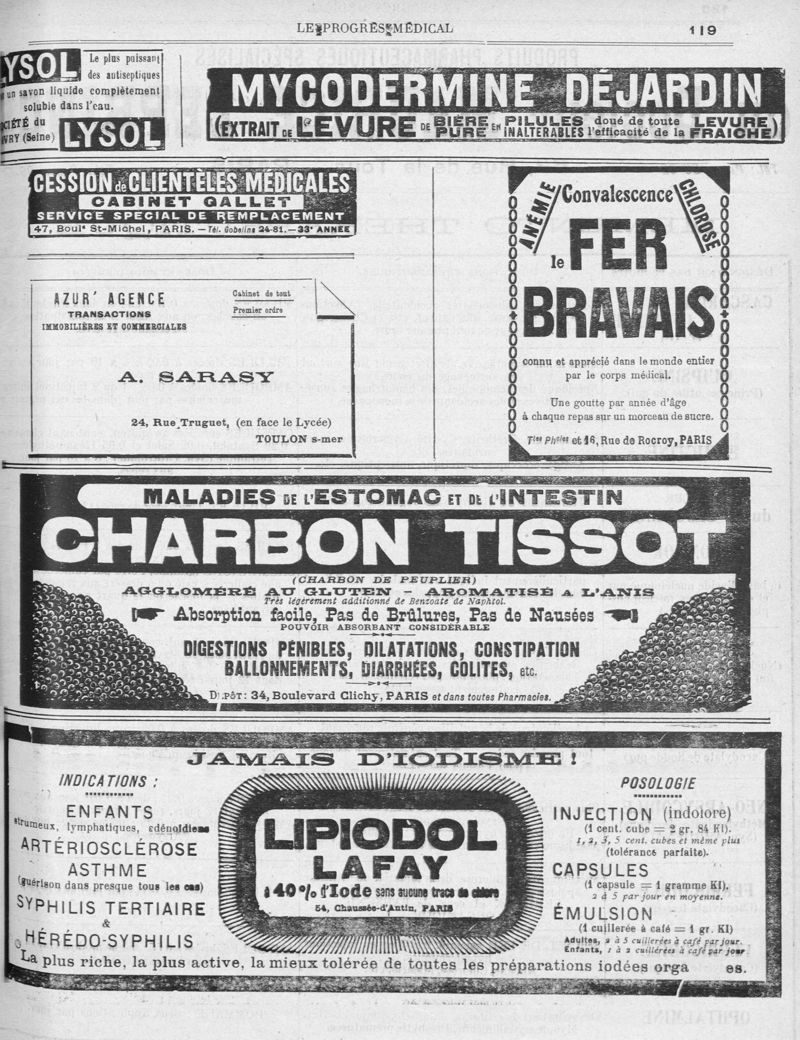 LE PROGRÈS MÉDICAL
119
LYSOL
Le plus puissant
des antiseptiques
un savon liquide complètement
soluble dans l'eau.
du
(Seine)
LYSOL
MYCODERMINE DÉJARDIN
(EXTRAIT DE LA LEVURE DE BIÈRE PURE EN PILULES INALTÉRABLES doué de toute l'efficacité de la LEVURE FRAICHE)
CESSION de CLIENTÈLES MÉDICALES
CABINET GALLET
SERVICE SPECIAL DE REMPLACEMENT
47, Boulᵈ St-Michel, PARIS. — Tél. Gobelins 24-81. — 33ᵉ ANNÉE
AZUR' AGENCE
TRANSACTIONS
IMMOBILIÈRES ET COMMERCIALES
Cabinet de tout
Premier ordre
A. SARASY
24, Rue Truguet, (en face le Lycée)
TOULON s-mer
ANÉMIE
Convalescence
CHLOROSE
le FER
BRAVAIS
connu et apprécié dans le monde entier
par le corps médical.
Une goutte par année d'âge
à chaque repas sur un morceau de sucre.
Tᵗᵉˢ Phᶜⁱᵉˢ et 16, Rue de Rocroy, PARIS
MALADIES DE L'ESTOMAC ET DE L'INTESTIN
CHARBON TISSOT
(CHARBON DE PEUPLIER)
AGGLOMÉRÉ AU GLUTEN - AROMATISÉ A L'ANIS
Très légèrement additionné de Benzoate de Naphtol.
Absorption facile, Pas de Brûlures, Pas de Nausées
POUVOIR ABSORBANT CONSIDÉRABLE
DIGESTIONS PÉNIBLES, DILATATIONS, CONSTIPATION
BALLONNEMENTS, DIARRHÉES, COLITES, etc.
DÉPÔT: 34, Boulevard Clichy, PARIS et dans toutes Pharmacies.
JAMAIS D'IODISME!
INDICATIONS:
ENFANTS
strumeux, lymphatiques, adénoïdiens
ARTÉRIOSCLÉROSE
ASTHME
(guérison dans presque tous les cas)
SYPHILIS TERTIAIRE
&
HÉRÉDO-SYPHILIS
LIPIODOL
LAFAY
à 40% d'Iode sans aucune trace de chlore
54, Chaussée-d'Antin, PARIS
POSOLOGIE
INJECTION (indolore)
(1 cent. cube = 2 gr. 84 KI).
1, 2, 3, 5 cent. cubes et même plus
(tolérance parfaite).
CAPSULES
(1 capsule = 1 gramme KI).
2 à 5 par jour en moyenne.
ÉMULSION
(1 cuillerée à café = 1 gr. KI)
Adultes, 2 à 5 cuillerées à café par jour.
Enfants, 1 à 2 cuillerées à café par jour
La plus riche, la plus active, la mieux tolérée de toutes les préparations iodées orga es.